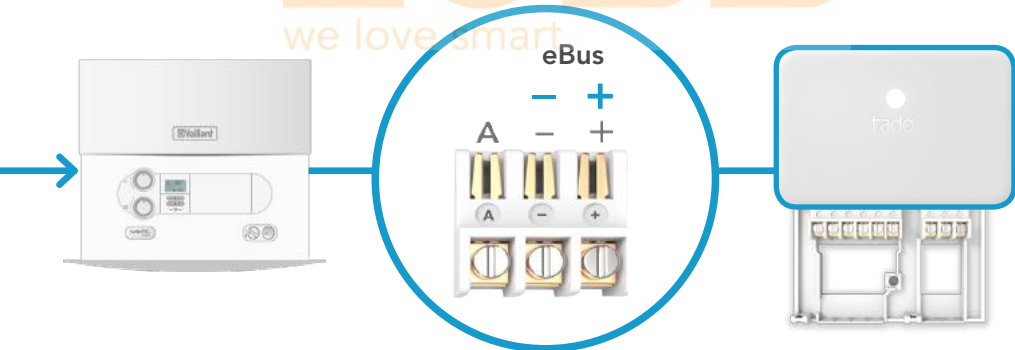 we love smart
eBus
− +
A − +
A − +
Vaillant
tado°